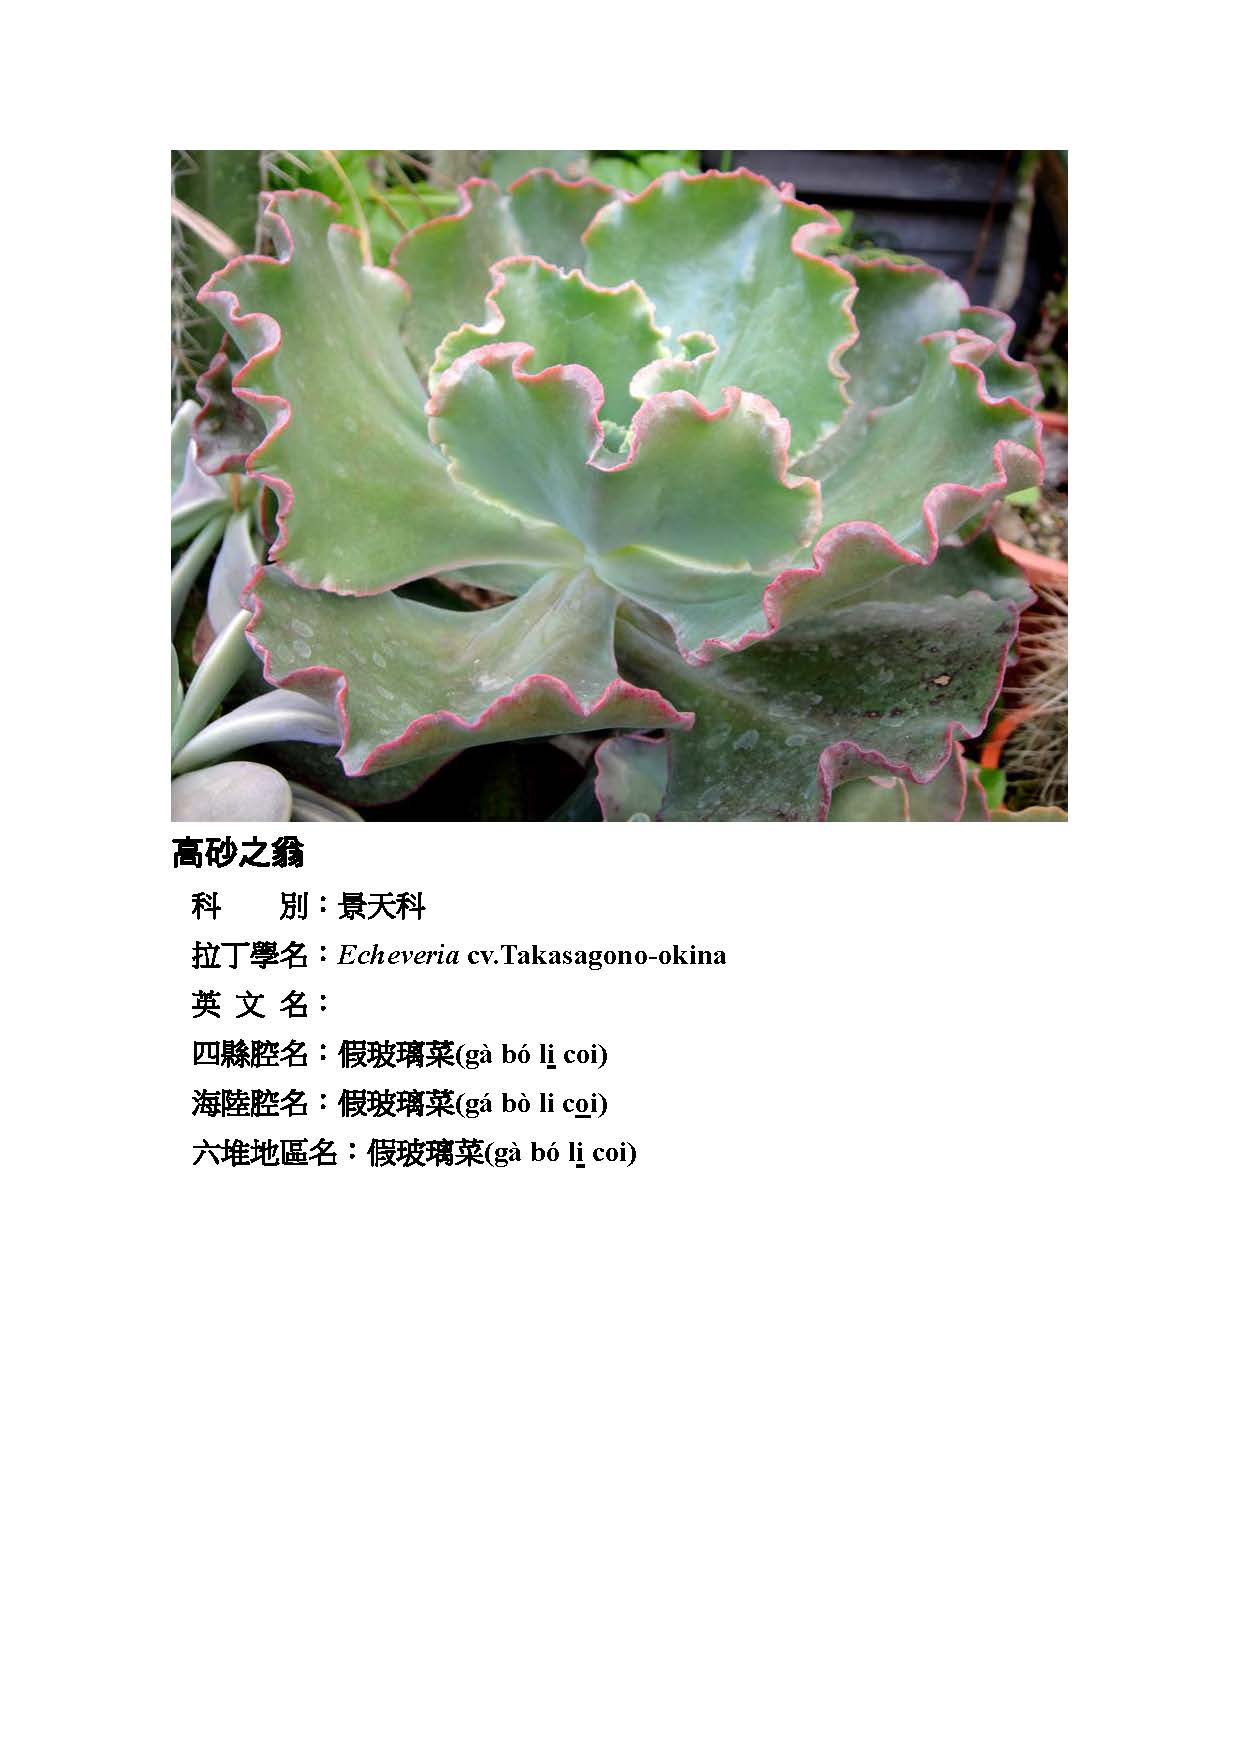 高砂之翁
科　　別：景天科
拉丁學名：Echeveria cv.Takasagono-okina
英 文 名：
四縣腔名：假玻璃菜(gà bó li coi)
海陸腔名：假玻璃菜(gá bò li coi)
六堆地區名：假玻璃菜(gà bó li coi)